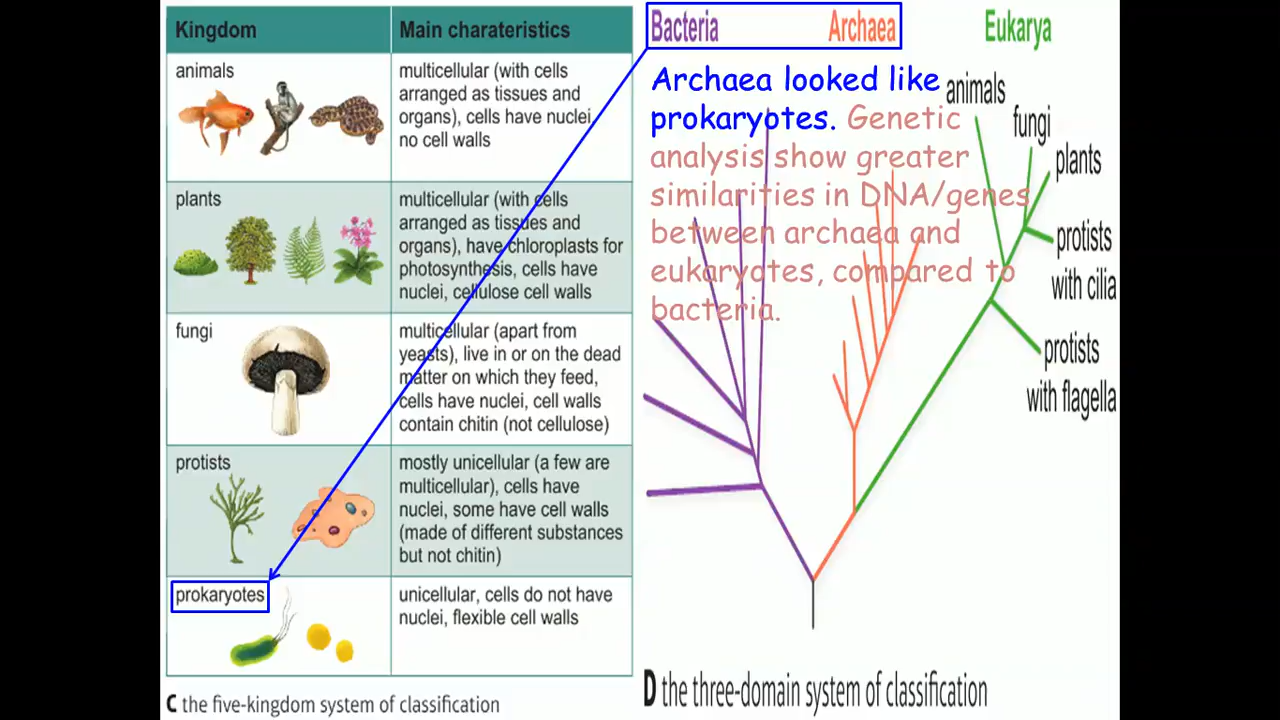 Kingdom
Main charateristics
animals
multicellular (with cells
arranged as tissues and
organs), cells have nuclei,
no cell walls
plants
multicellular (with cells
arranged as tissues and
organs), have chloroplasts for
photosynthesis, cells have
nuclei, cellulose cell walls
fungi
multicellular (apart from
yeasts), live in or on the dead
matter on which they feed,
cells have nuclei, cell walls
contain chitin (not cellulose)
protists
mostly unicellular (a few are
multicellular), cells have
nuclei, some have cell walls
(made of different substances
but not chitin)
prokaryotes
unicellular, cells do not have
nuclei, flexible cell walls
C the five-kingdom system of classification
Bacteria
Archaea
Eukarya
Archaea looked like
prokaryotes. Genetic
analysis show greater
similarities in DNA/genes
between archaea and
eukaryotes, compared to
bacteria.
animals
fungi
plants
protists
with cilia
protists
with flagella
D the three-domain system of classification